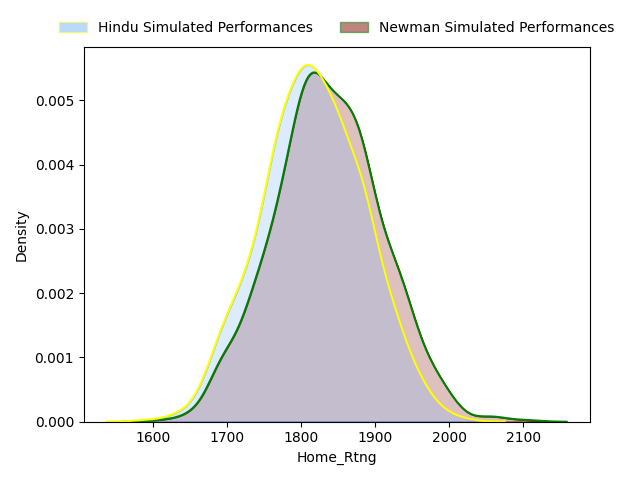 Hindu Simulated Performances
Newman Simulated Performances
0.005
0.004
0.003
0.002
0.001
0.000
Density
1600 1700 1800 1900 2000 2100
Home_Rtng